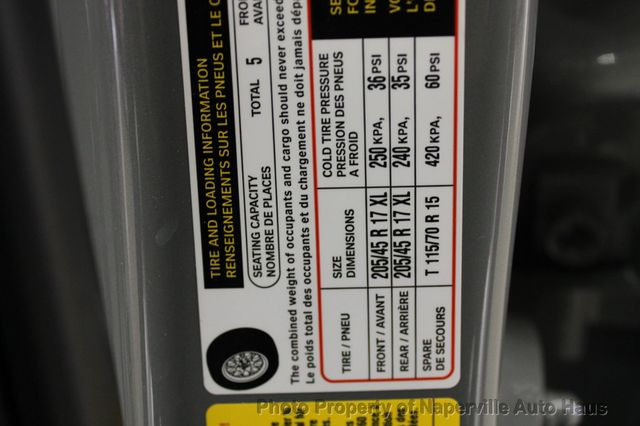 TIRE AND LOADING INFORMATION
RENSEIGNEMENTS SUR LES PNEUS ET LE C
SEATING CAPACITY
NOMBRE DE PLACES
TOTAL 5
The combined weight of occupants and cargo should never exceed
Le poids total des occupants et du chargement ne doit jamais dépa
TIRE / PNEU
SIZE
DIMENSIONS
COLD TIRE PRESSURE
PRESSION DES PNEUS
A FROID
FRONT / AVANT 205/45 R 17 XL 250 KPA, 36 PSI
REAR / ARRIÈRE 205/45 R 17 XL 240 KPA, 35 PSI
SPARE
DE SECOURS
T 115/70 R 15 420 KPA, 60 PSI
Photo Property of Naperville Auto Haus